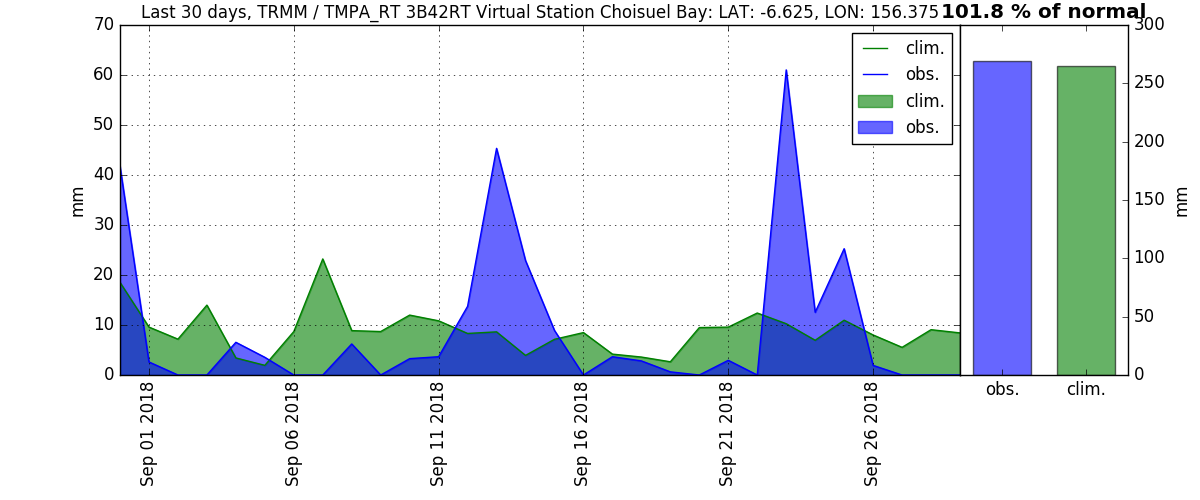 Last 30 days, TRMM / TMPA_RT 3B42RT Virtual Station Choisuel Bay: LAT: -6.625, LON: 156.375
101.8 % of normal
70
60
50
40
30
20
10
0
mm
clim.
obs.
clim.
obs.
Sep 01 2018
Sep 06 2018
Sep 11 2018
Sep 16 2018
Sep 21 2018
Sep 26 2018
300
250
200
150
100
50
0
mm
obs.
clim.